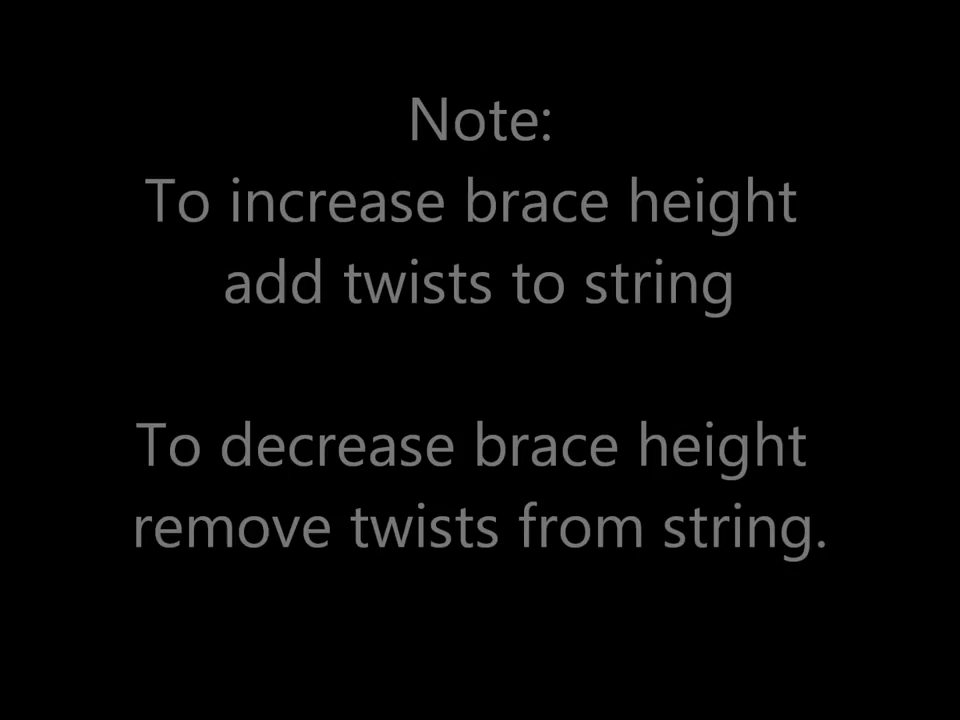 Note:
To increase brace height
add twists to string
To decrease brace height
remove twists from string.